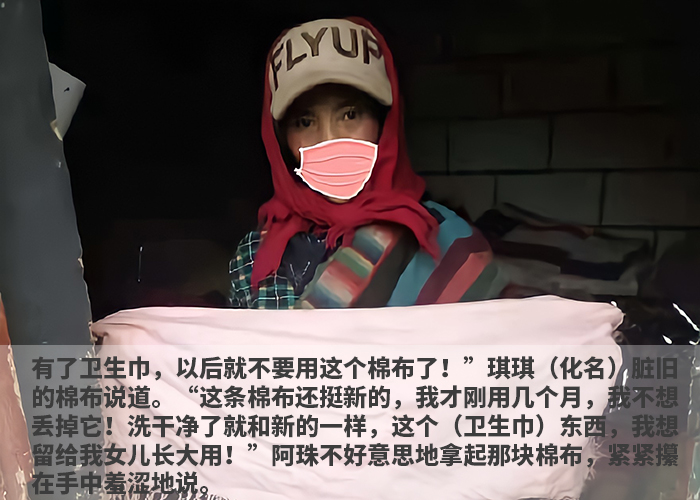 FLYUP
有了卫生巾，以后就不要用这个棉布了！”琪琪（化名）脏旧
的棉布说道。“这条棉布还挺新的，我才刚用几个月，我不想
丢掉它！洗干净了就和新的一样，这个（卫生巾）东西，我想
留给我女儿长大用！”阿珠不好意思地拿起那块棉布，紧紧攥
在手中羞涩地说。